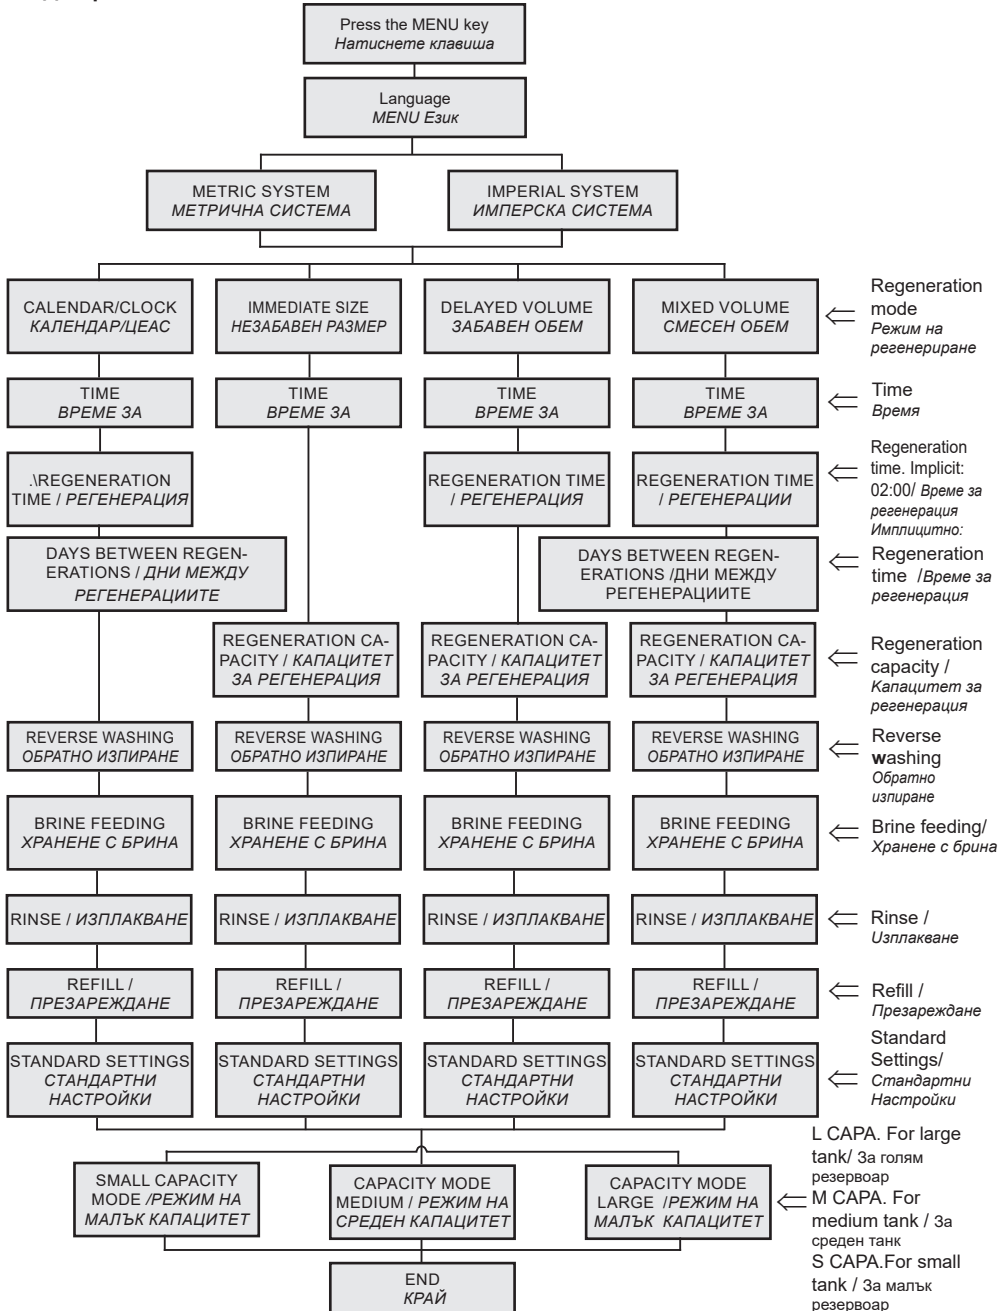 Press the MENU key
Натиснете клавиша
Language
MENU Език
METRIC SYSTEM
МЕТРИЧНА СИСТЕМА
IMPERIAL SYSTEM
ИМПЕРСКА СИСТЕМА
CALENDAR/CLOCK
КАЛЕНДАР/ЦЕАС
IMMEDIATE SIZE
НЕЗАБАВЕН РАЗМЕР
DELAYED VOLUME
ЗАБАВЕН ОБЕМ
MIXED VOLUME
СМЕСЕН ОБЕМ
Regeneration
mode
Режим на
регенериране
TIME
ВРЕМЕ ЗА
TIME
ВРЕМЕ ЗА
TIME
ВРЕМЕ ЗА
TIME
ВРЕМЕ ЗА
Time
Время
.\REGENERATION
TIME / РЕГЕНЕРАЦИЯ
REGENERATION TIME
/ РЕГЕНЕРАЦИЯ
REGENERATION TIME
/ РЕГЕНЕРАЦИИ
Regeneration
time. Implicit:
02:00/ Време за
регенерация
Имплицитно:
DAYS BETWEEN REGEN-
ERATIONS / ДНИ МЕЖДУ
РЕГЕНЕРАЦИИТЕ
DAYS BETWEEN REGEN-
ERATIONS /ДНИ МЕЖДУ
РЕГЕНЕРАЦИИТЕ
Regeneration
time /Време за
регенерация
REGENERATION CA-
PACITY / КАПАЦИТЕТ
ЗА РЕГЕНЕРАЦИЯ
REGENERATION CA-
PACITY / КАПАЦИТЕТ
ЗА РЕГЕНЕРАЦИЯ
REGENERATION CA-
PACITY / КАПАЦИТЕТ
ЗА РЕГЕНЕРАЦИЯ
Regeneration
capacity /
Капацитет за
регенерация
REVERSE WASHING
ОБРАТНО ИЗПИРАНЕ
REVERSE WASHING
ОБРАТНО ИЗПИРАНЕ
REVERSE WASHING
ОБРАТНО ИЗПИРАНЕ
REVERSE WASHING
ОБРАТНО ИЗПИРАНЕ
Reverse
washing
Обратно
изпиране
BRINE FEEDING
ХРАНЕНЕ С БРИНА
BRINE FEEDING
ХРАНЕНЕ С БРИНА
BRINE FEEDING
ХРАНЕНЕ С БРИНА
BRINE FEEDING
ХРАНЕНЕ С БРИНА
Brine feeding/
Хранене с брина
RINSE / ИЗПЛАКВАНЕ
RINSE / ИЗПЛАКВАНЕ
RINSE / ИЗПЛАКВАНЕ
RINSE / ИЗПЛАКВАНЕ
Rinse /
Изплакване
REFILL /
ПРЕЗАРЕЖДАНЕ
REFILL /
ПРЕЗАРЕЖДАНЕ
REFILL /
ПРЕЗАРЕЖДАНЕ
REFILL /
ПРЕЗАРЕЖДАНЕ
Refill /
Презареждане
STANDARD SETTINGS
СТАНДАРТНИ
НАСТРОЙКИ
STANDARD SETTINGS
СТАНДАРТНИ
НАСТРОЙКИ
STANDARD SETTINGS
СТАНДАРТНИ
НАСТРОЙКИ
STANDARD SETTINGS
СТАНДАРТНИ
НАСТРОЙКИ
Standard
Settings/
Стандартни
Настройки
SMALL CAPACITY
MODE /РЕЖИМ НА
МАЛЪК КАПАЦИТЕТ
CAPACITY MODE
MEDIUM / РЕЖИМ НА
СРЕДЕН КАПАЦИТЕТ
CAPACITY MODE
LARGE /РЕЖИМ НА
МАЛЪК КАПАЦИТЕТ
L CAPA. For large
tank/ За голям
резервоар
M CAPA. For
medium tank / За
среден танк
S CAPA.For small
tank / За малък
резервоар
END
КРАЙ